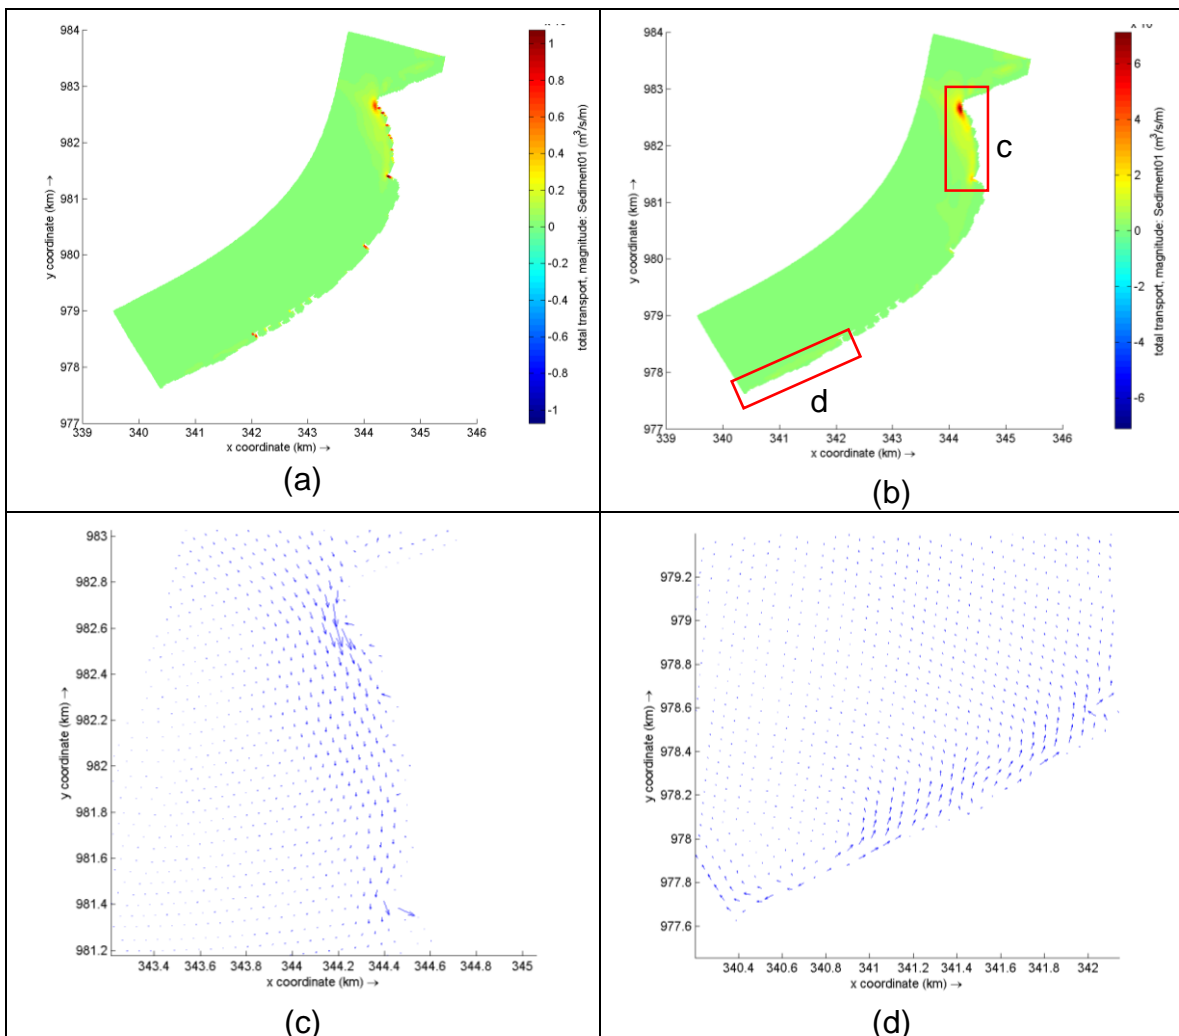 984
983
982
981
980
979
978
977
339 340 341 342 343 344 345 346
y coordinate (km) →
x coordinate (km) →
1
0.8
0.6
0.4
0.2
0
-0.2
-0.4
-0.6
-0.8
-1
total transport, magnitude: Sediment01 (m³/s/m)
(a)
984
983
982
981
980
979
978
977
339 340 341 342 343 344 345 346
y coordinate (km) →
x coordinate (km) →
c
d
6
4
2
0
-2
-4
-6
total transport, magnitude: Sediment01 (m³/s/m)
(b)
983
982.8
982.6
982.4
982.2
982
981.8
981.6
981.4
981.2
343.4 343.6 343.8 344 344.2 344.4 344.6 344.8 345
y coordinate (km) →
x coordinate (km) →
(c)
979.2
979
978.8
978.6
978.4
978.2
978
977.8
977.6
340.4 340.6 340.8 341 341.2 341.4 341.6 341.8 342
y coordinate (km) →
x coordinate (km) →
(d)